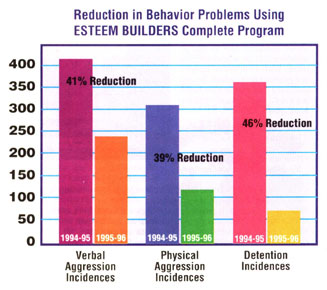 Reduction in Behavior Problems Using
ESTEEM BUILDERS Complete Program
400
350
300
250
200
150
100
50
0
41% Reduction
39% Reduction
46% Reduction
1994-95 1995-96 1994-95 1995-96 1994-95 1995-96
Verbal
Aggression
Incidences
Physical
Aggression
Incidences
Detention
Incidences